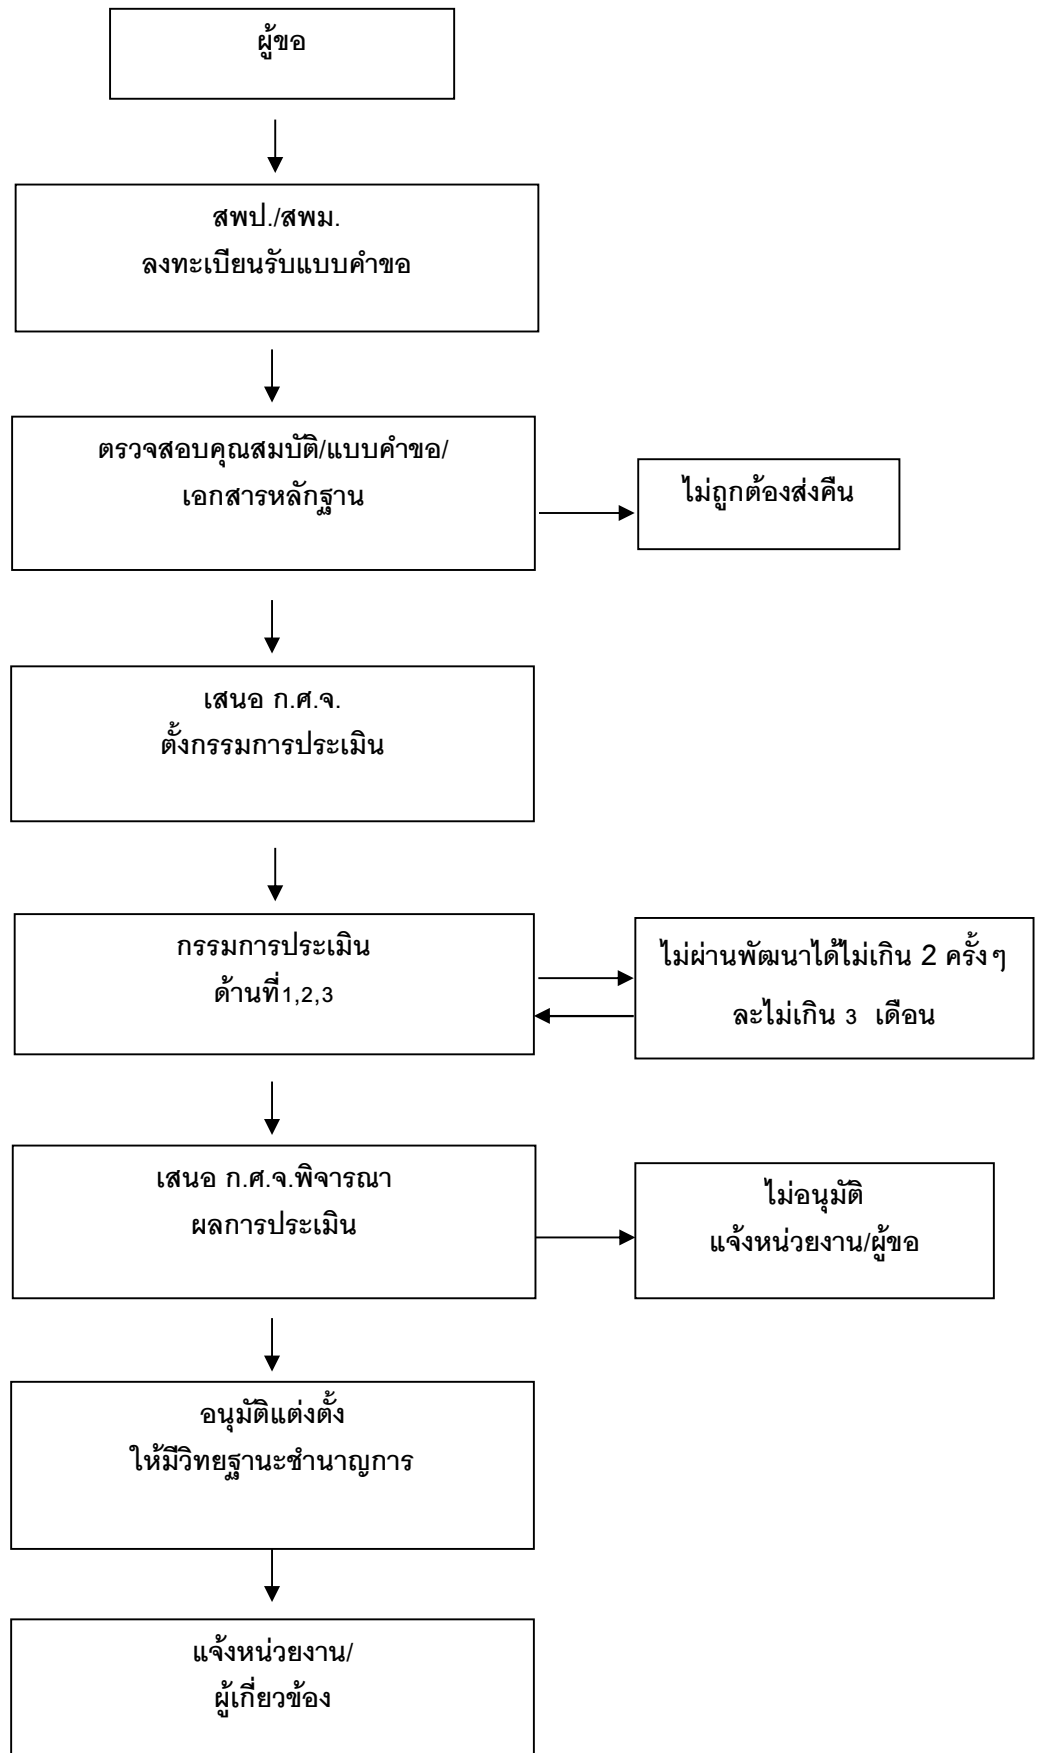 ผู้ขอ
สพป./สพม.
ลงทะเบียนรับแบบคำขอ
ตรวจสอบคุณสมบัติ/แบบคำขอ/
เอกสารหลักฐาน
ไม่ถูกต้องส่งคืน
เสนอ ก.ศ.จ.
ตั้งกรรมการประเมิน
กรรมการประเมิน
ด้านที่1,2,3
ไม่ผ่านพัฒนาได้ไม่เกิน 2 ครั้งๆ
ละไม่เกิน 3 เดือน
เสนอ ก.ศ.จ.พิจารณา
ผลการประเมิน
ไม่อนุมัติ
แจ้งหน่วยงาน/ผู้ขอ
อนุมัติแต่งตั้ง
ให้มีวิทยฐานะชำนาญการ
แจ้งหน่วยงาน/
ผู้เกี่ยวข้อง